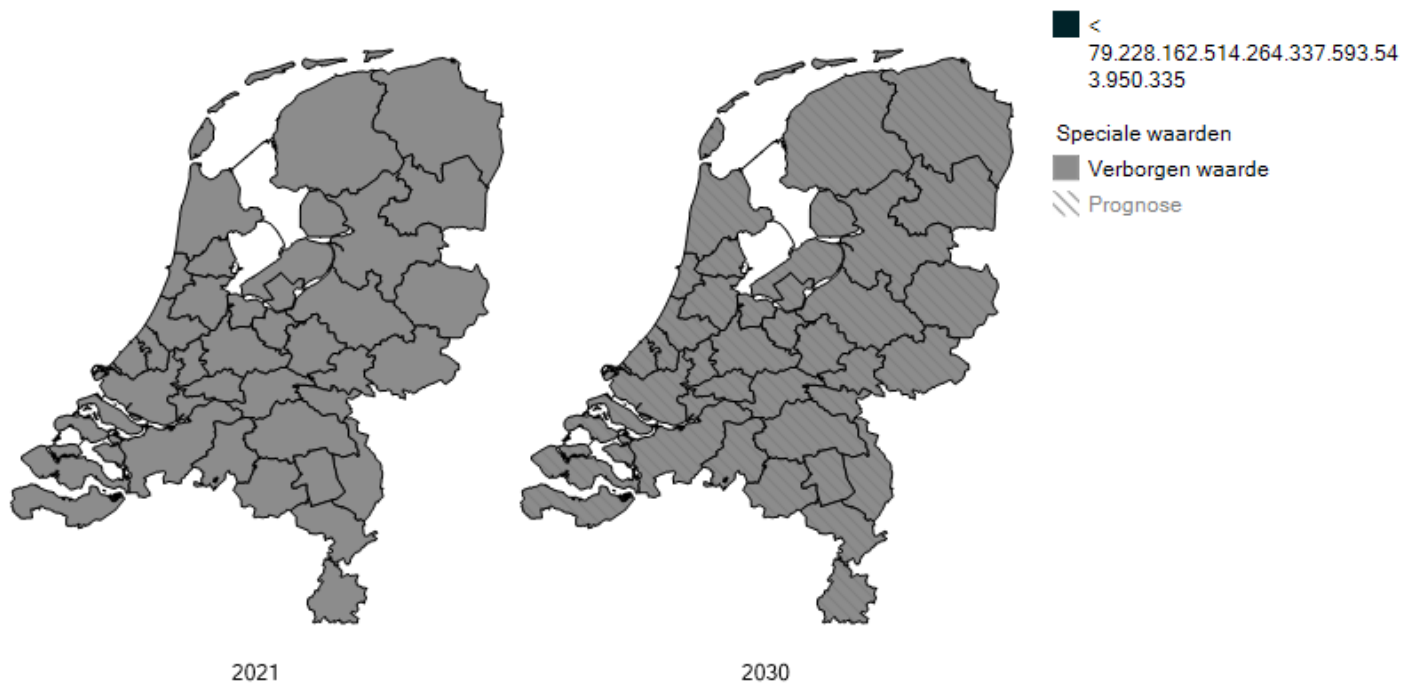 <
79.228.162.514.264.337.593.54
3.950.335
Speciale waarden
Verborgen waarde
Prognose
2021
2030